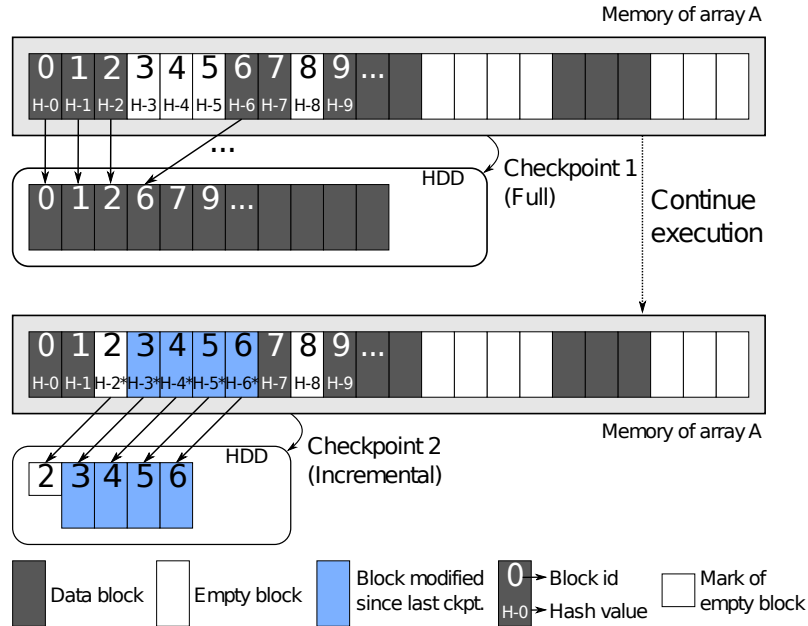 Memory of array A
0 1 2 3 4 5 6 7 8 9 ...
H-0 H-1 H-2 H-3 H-4 H-5 H-6 H-7 H-8 H-9
...
HDD
Checkpoint 1
(Full)
0 1 2 6 7 9 ...
Continue
execution
0 1 2 3 4 5 6 7 8 9 ...
H-0 H-1 H-2* H-3* H-4* H-5* H-6* H-7 H-8 H-9
Memory of array A
HDD
Checkpoint 2
(Incremental)
2 3 4 5 6
Data block
Empty block
Block modified
since last ckpt.
0
Block id
H-0
Hash value
Mark of
empty block